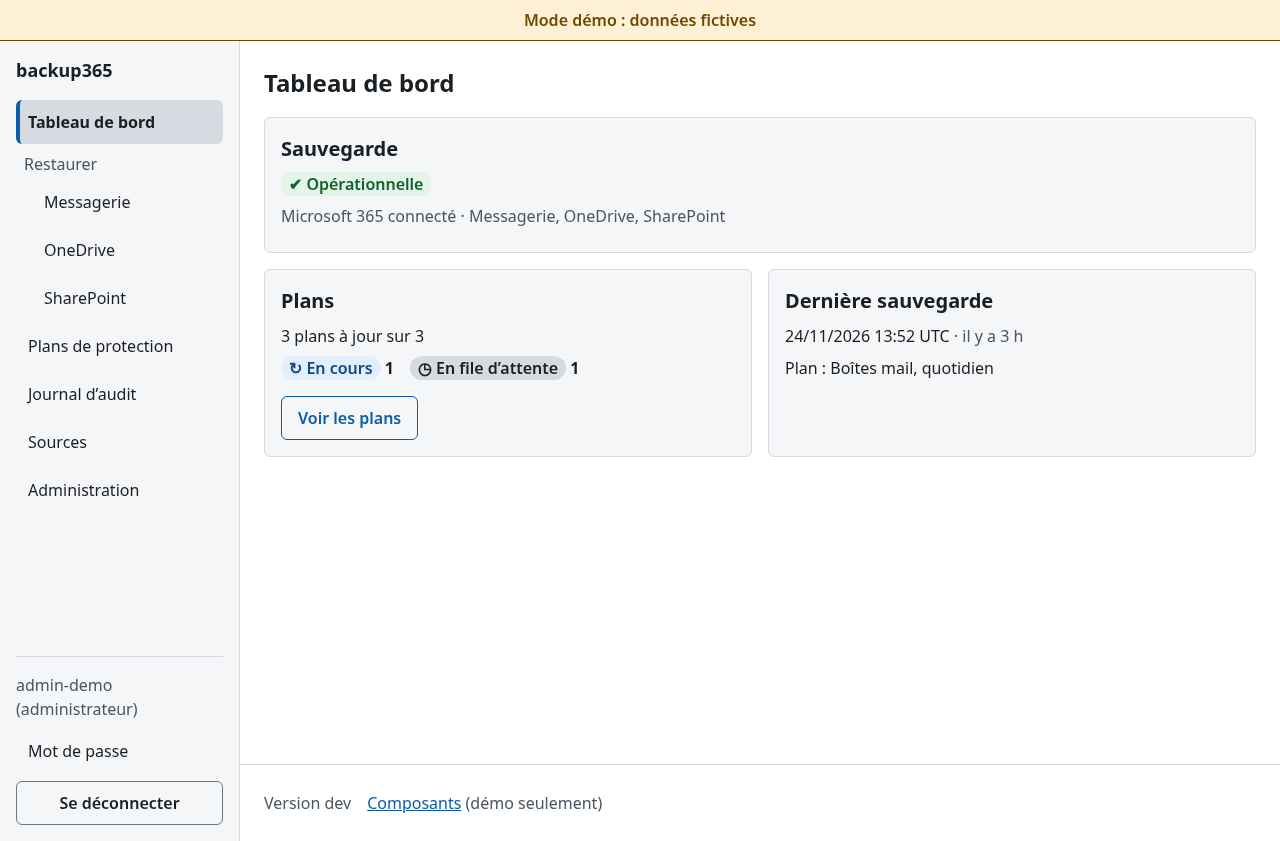 Mode démo : données fictives
backup365
Tableau de bord
Restaurer
Messagerie
OneDrive
SharePoint
Plans de protection
Journal d’audit
Sources
Administration
admin-demo
(administrateur)
Mot de passe
Se déconnecter
Tableau de bord
Sauvegarde
✔ Opérationnelle
Microsoft 365 connecté · Messagerie, OneDrive, SharePoint
Plans
3 plans à jour sur 3
↻ En cours 1 ◷ En file d’attente 1
Voir les plans
Dernière sauvegarde
24/11/2026 13:52 UTC · il y a 3 h
Plan : Boîtes mail, quotidien
Version dev Composants (démo seulement)